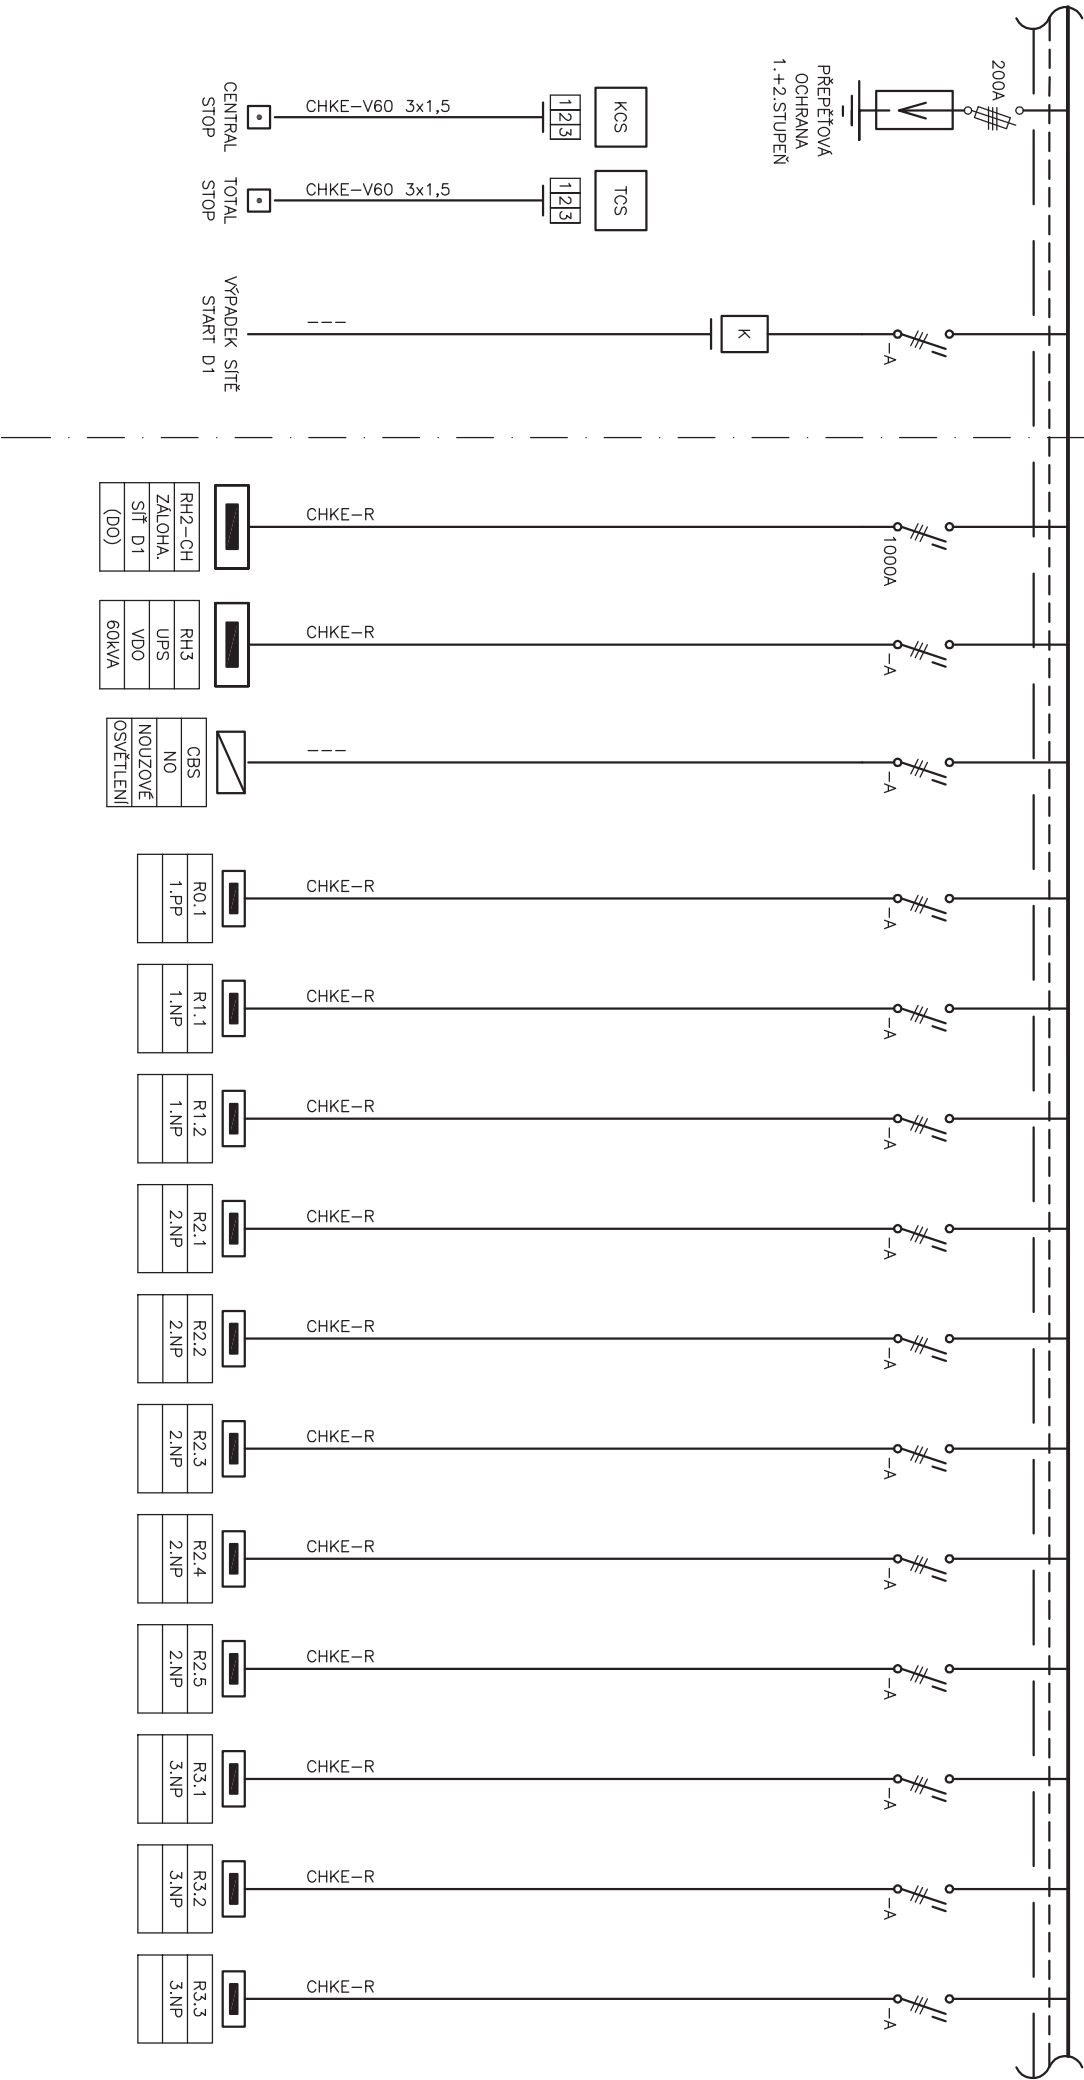 200A
PŘEPĚŤOVÁ
OCHRANA
1.+2.STUPEŇ
KCS
1 2 3
CHKE-V60 3x1,5
CENTRAL
STOP
TCS
1 2 3
CHKE-V60 3x1,5
TOTAL
STOP
-A
K
---
VÝPADEK SÍTĚ
START D1
1000A
CHKE-R
RH2-CH
ZÁLOHA.
SÍŤ D1
(DO)
-A
CHKE-R
RH3
UPS
VDO
60kVA
-A
---
CBS
NO
NOUZOVÉ
OSVĚTLENÍ
-A
CHKE-R
R0.1
1.PP
-A
CHKE-R
R1.1
1.NP
-A
CHKE-R
R1.2
1.NP
-A
CHKE-R
R2.1
2.NP
-A
CHKE-R
R2.2
2.NP
-A
CHKE-R
R2.3
2.NP
-A
CHKE-R
R2.4
2.NP
-A
CHKE-R
R2.5
2.NP
-A
CHKE-R
R3.1
3.NP
-A
CHKE-R
R3.2
3.NP
-A
CHKE-R
R3.3
3.NP